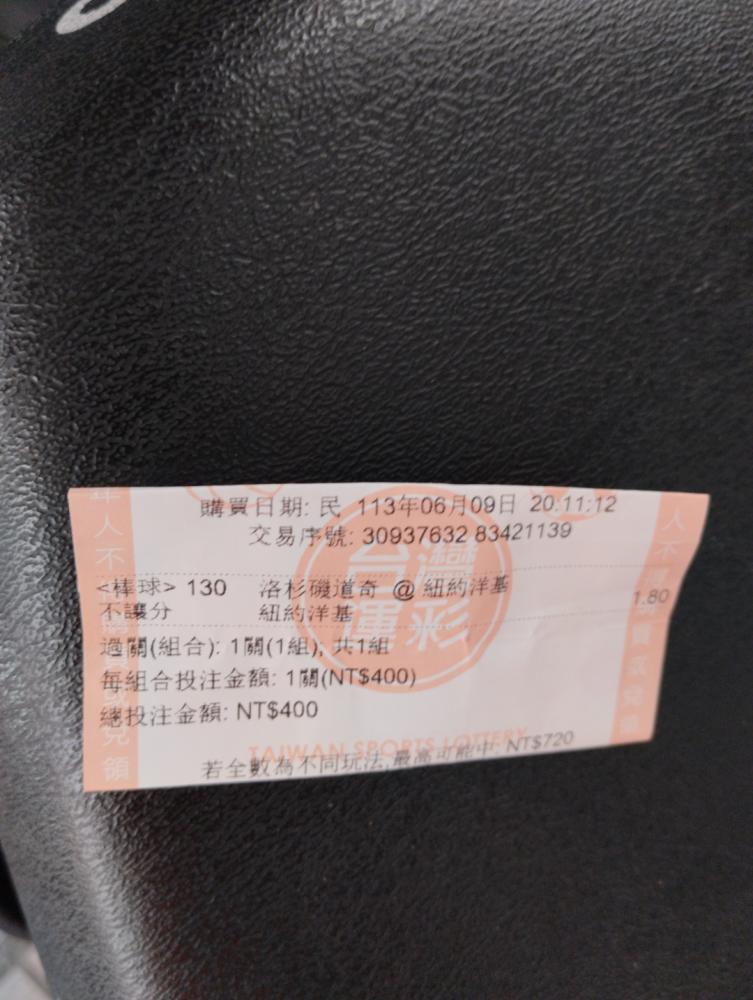 購買日期: 民 113年06月09日 20:11:12
交易序號: 30937632 83421139
<棒球> 130 洛杉磯道奇 @ 紐約洋基
不讓分 紐約洋基 1.80
過關(組合): 1關(1組); 共1組
每組合投注金額: 1關(NT$400)
總投注金額: NT$400
TAIWAN SPORTS LOTTERY
若全數為不同玩法,最高可能中: NT$720
台灣運彩